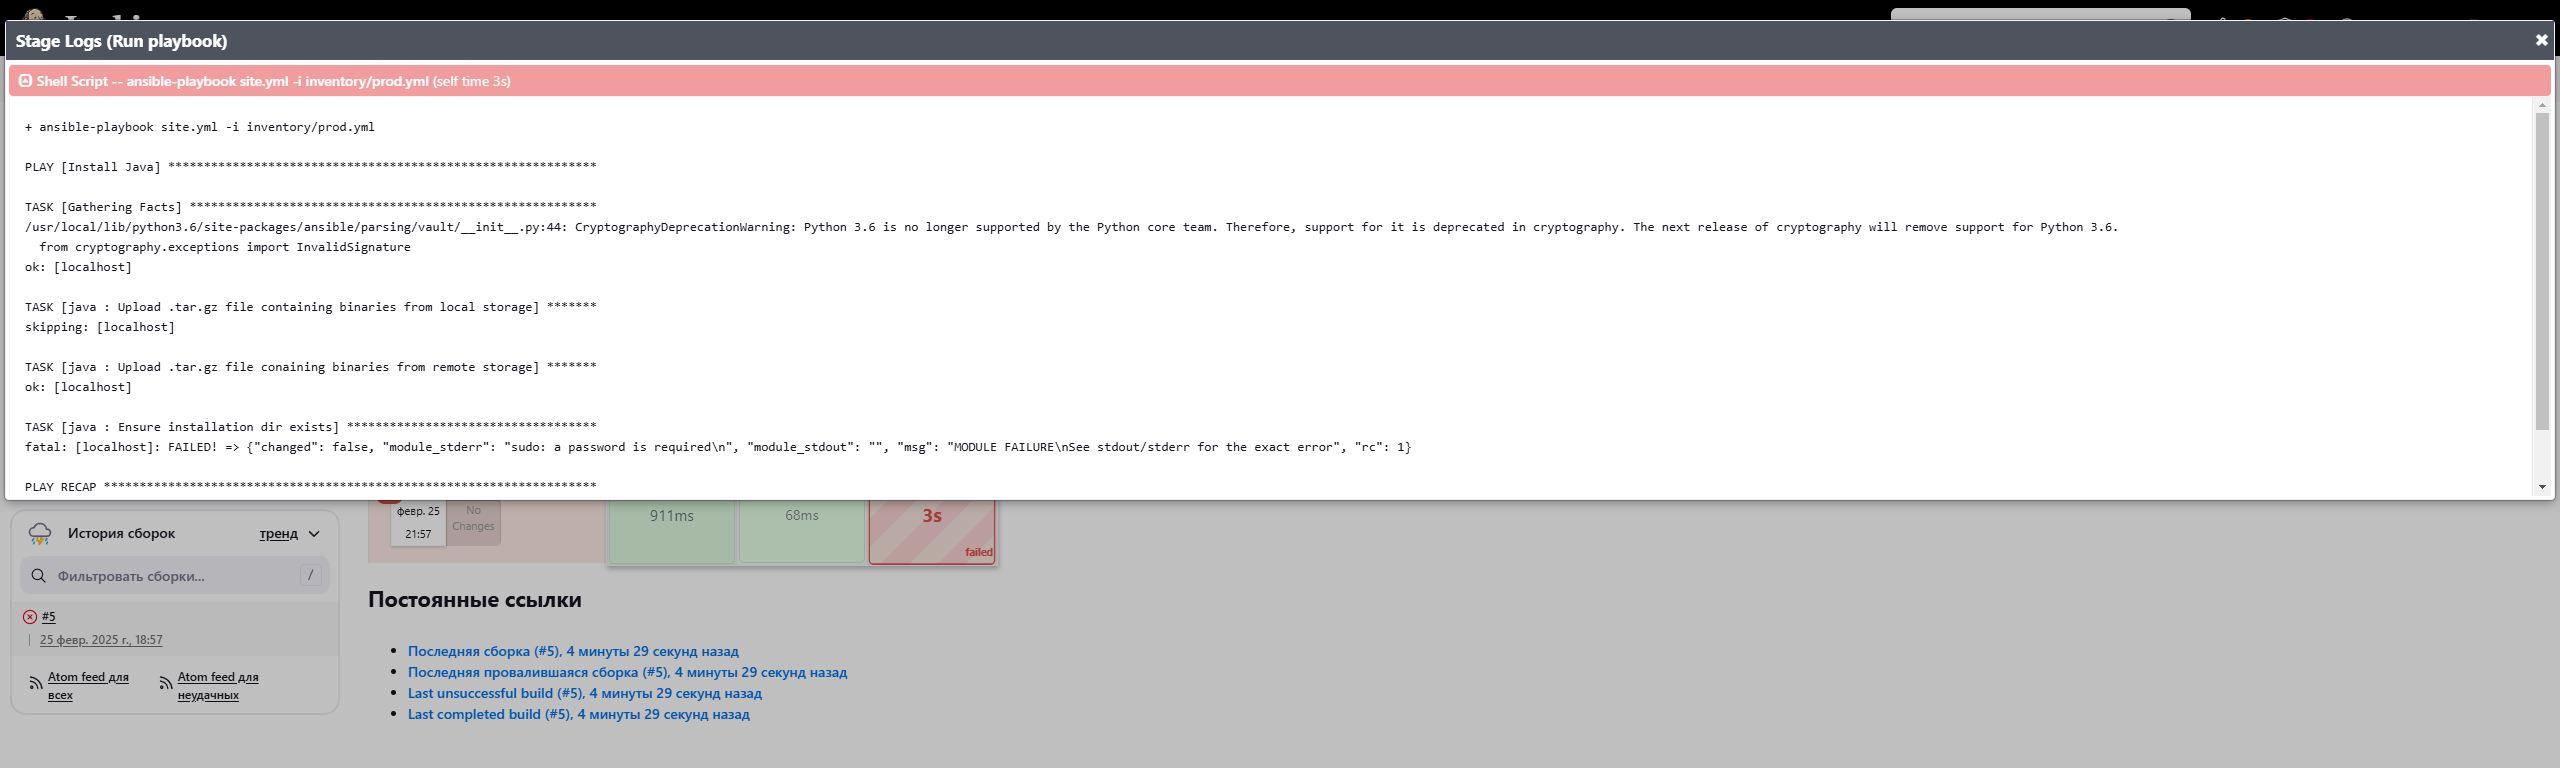 Stage Logs (Run playbook)
Shell Script -- ansible-playbook site.yml -i inventory/prod.yml (self time 3s)
+ ansible-playbook site.yml -i inventory/prod.yml
PLAY [Install Java] ************************************************************
TASK [Gathering Facts] *********************************************************
/usr/local/lib/python3.6/site-packages/ansible/parsing/vault/__init__.py:44: CryptographyDeprecationWarning: Python 3.6 is no longer supported by the Python core team. Therefore, support for it is deprecated in cryptography. The next release of cryptography will remove support for Python 3.6.
from cryptography.exceptions import InvalidSignature
ok: [localhost]
TASK [java : Upload .tar.gz file containing binaries from local storage] *******
skipping: [localhost]
TASK [java : Upload .tar.gz file conaining binaries from remote storage] *******
ok: [localhost]
TASK [java : Ensure installation dir exists] ***********************************
fatal: [localhost]: FAILED! => {"changed": false, "module_stderr": "sudo: a password is required\n", "module_stdout": "", "msg": "MODULE FAILURE\nSee stdout/stderr for the exact error", "rc": 1}
PLAY RECAP *********************************************************************
февр. 25
21:57
No
Changes
911ms
68ms
3s
failed
История сборок
тренд
Фильтровать сборки...
/
#5
25 февр. 2025 г., 18:57
Atom feed для
всех
Atom feed для
неудачных
Постоянные ссылки
Последняя сборка (#5), 4 минуты 29 секунд назад
Последняя провалившаяся сборка (#5), 4 минуты 29 секунд назад
Last unsuccessful build (#5), 4 минуты 29 секунд назад
Last completed build (#5), 4 минуты 29 секунд назад